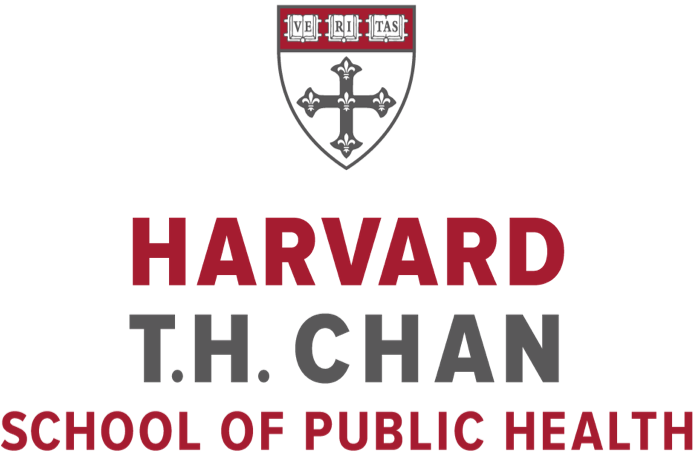 VE RI TAS
HARVARD
T.H. CHAN
SCHOOL OF PUBLIC HEALTH